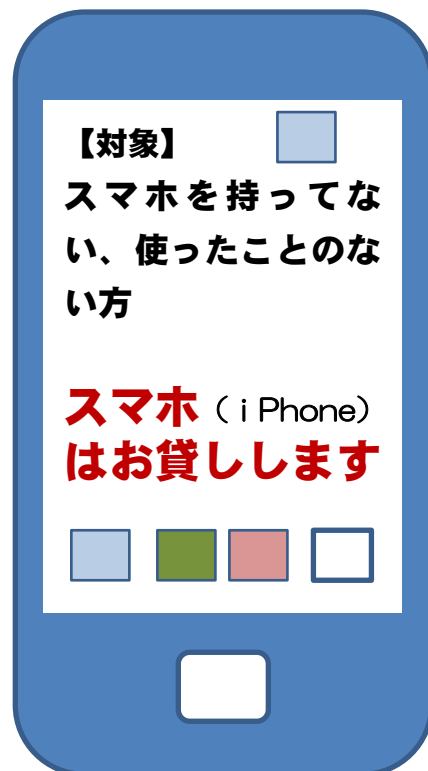 【対象】
スマホを持ってな
い、使ったことのな
い方
スマホ（ｉPhone）
はお貸しします